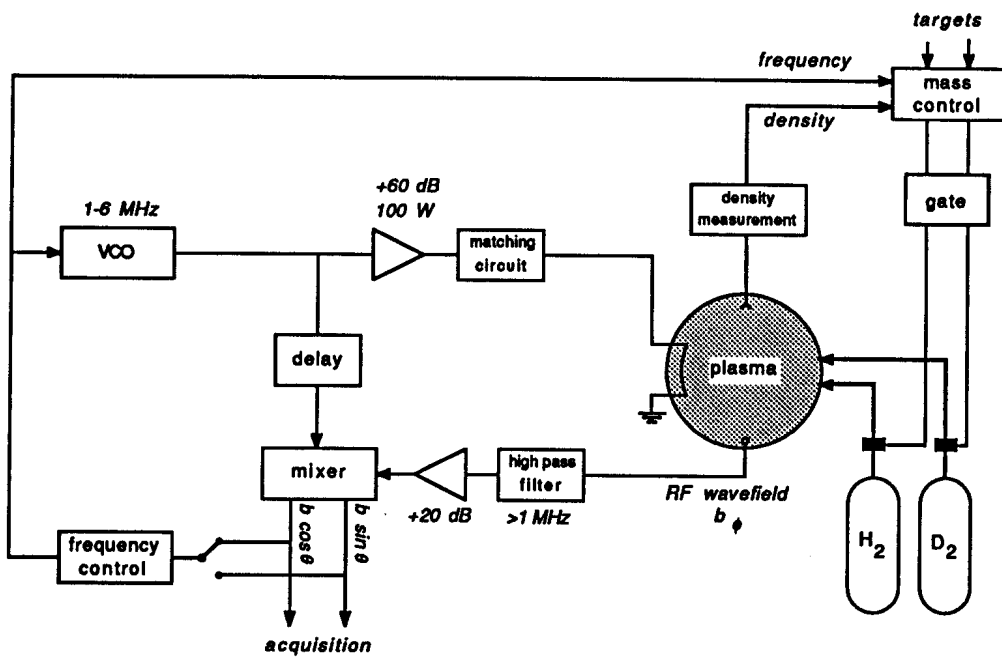 targets
frequency
mass
control
density
+60 dB
100 W
1-6 MHz
VCO
matching
circuit
density
measurement
gate
delay
plasma
mixer
+20 dB
high pass
filter
>1 MHz
RF wavefield
b ϕ
H2
D2
b cos θ
b sin θ
frequency
control
acquisition